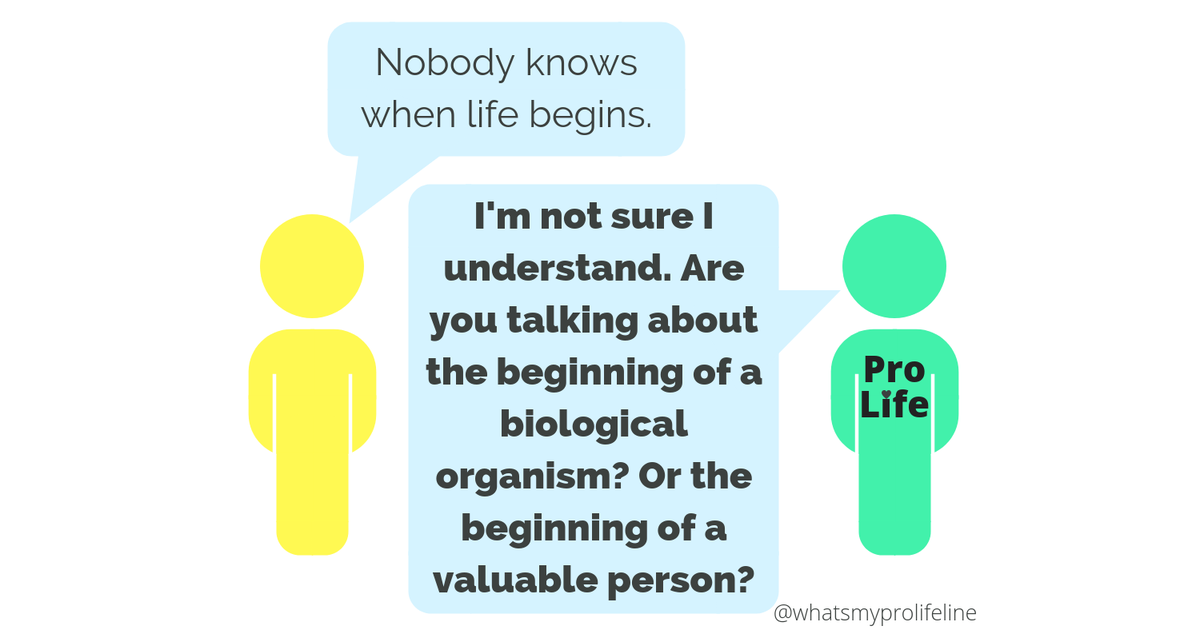 Nobody knows
when life begins.
I'm not sure I
understand. Are
you talking about
the beginning of a
biological
organism? Or the
beginning of a
valuable person?
Pro
Life
@whatsmyprolifeline